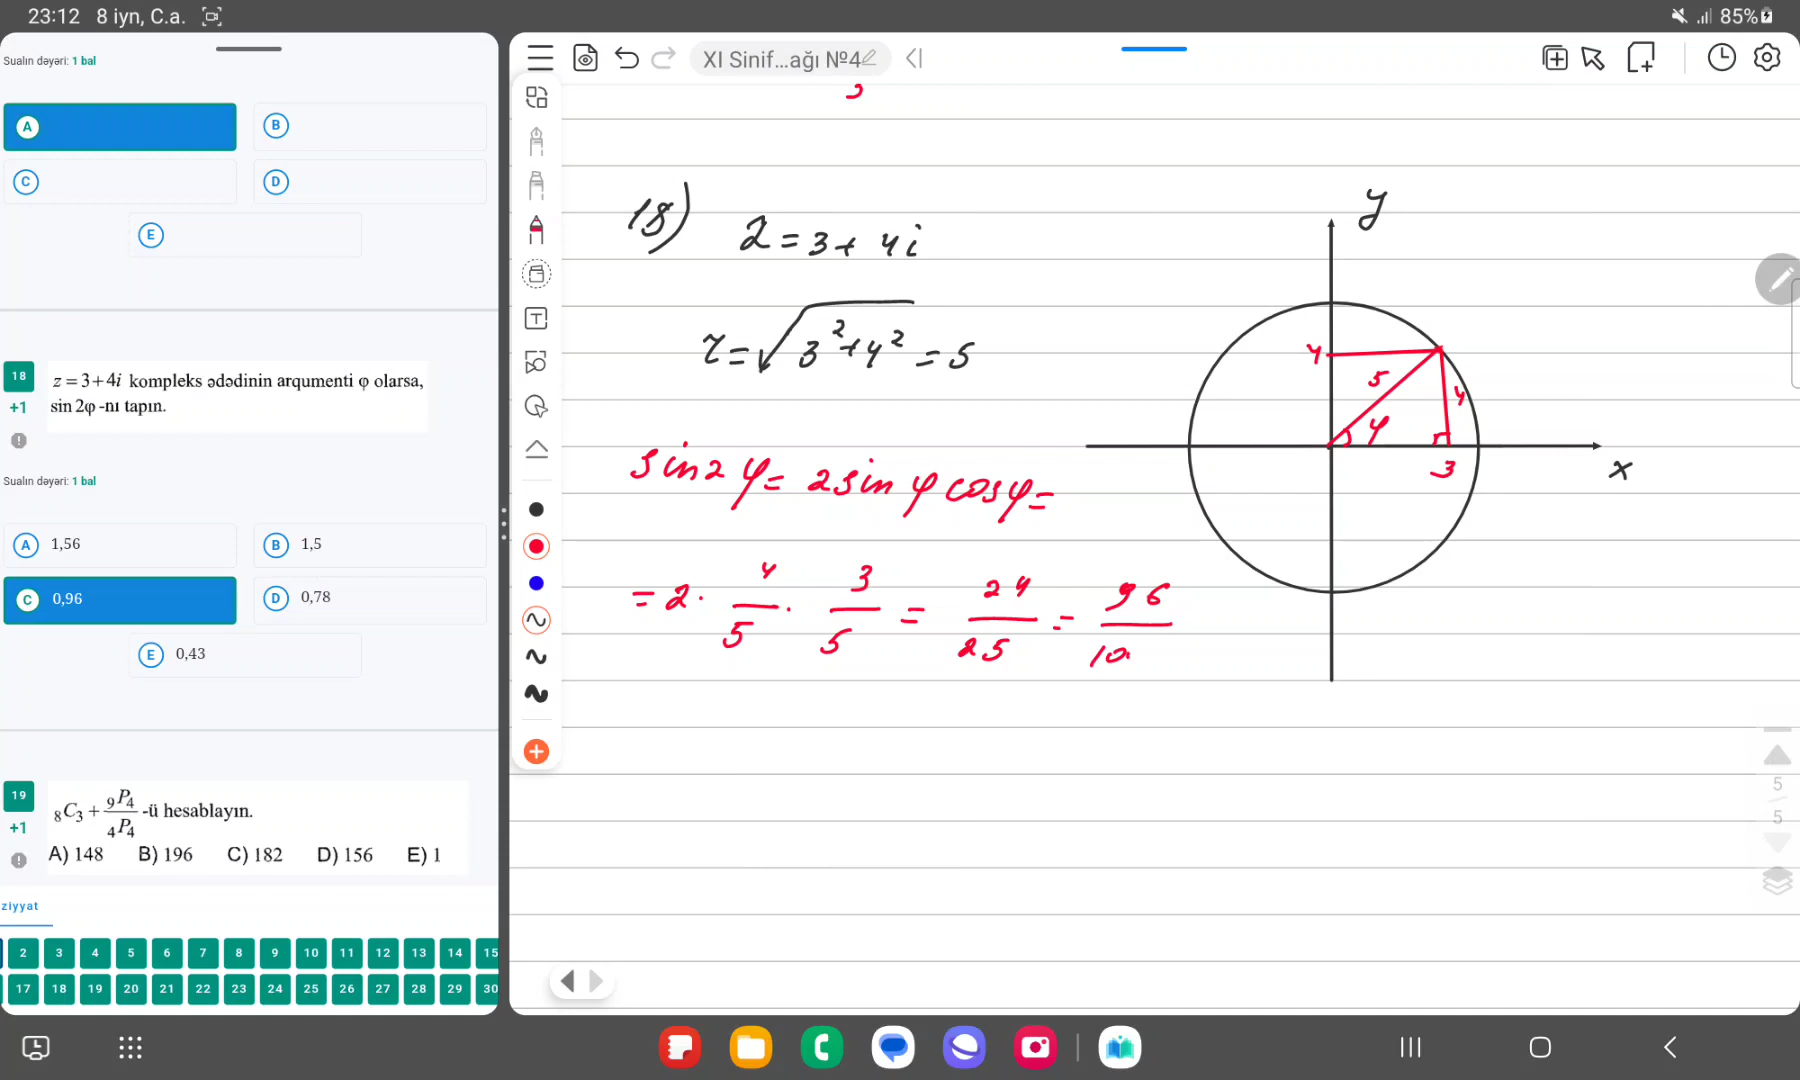 23:12 8 iyn, C.a.
85%
Sualın dəyəri: 1 bal
A
B
C
D
E
18
+1
z = 3+4i kompleks ədədinin arqumenti φ olarsa,
sin 2φ -nı tapın.
Sualın dəyəri: 1 bal
A 1,56
B 1,5
C 0,96
D 0,78
E 0,43
19
+1
₈C₃ + ₉P₄/₄P₄ -ü hesablayın.
A) 148 B) 196 C) 182 D) 156 E) 1
ziyyat
2 3 4 5 6 7 8 9 10 11 12 13 14 15
17 18 19 20 21 22 23 24 25 26 27 28 29 30
XI Sinif...ağı №4
T
18) z = 3 + 4i
r = √3²+4² = 5
sin2φ = 2sinφ cosφ =
= 2 · 4/5 · 3/5 = 24/25 = 96/10
y
4
5
4
φ
3
x
5
5